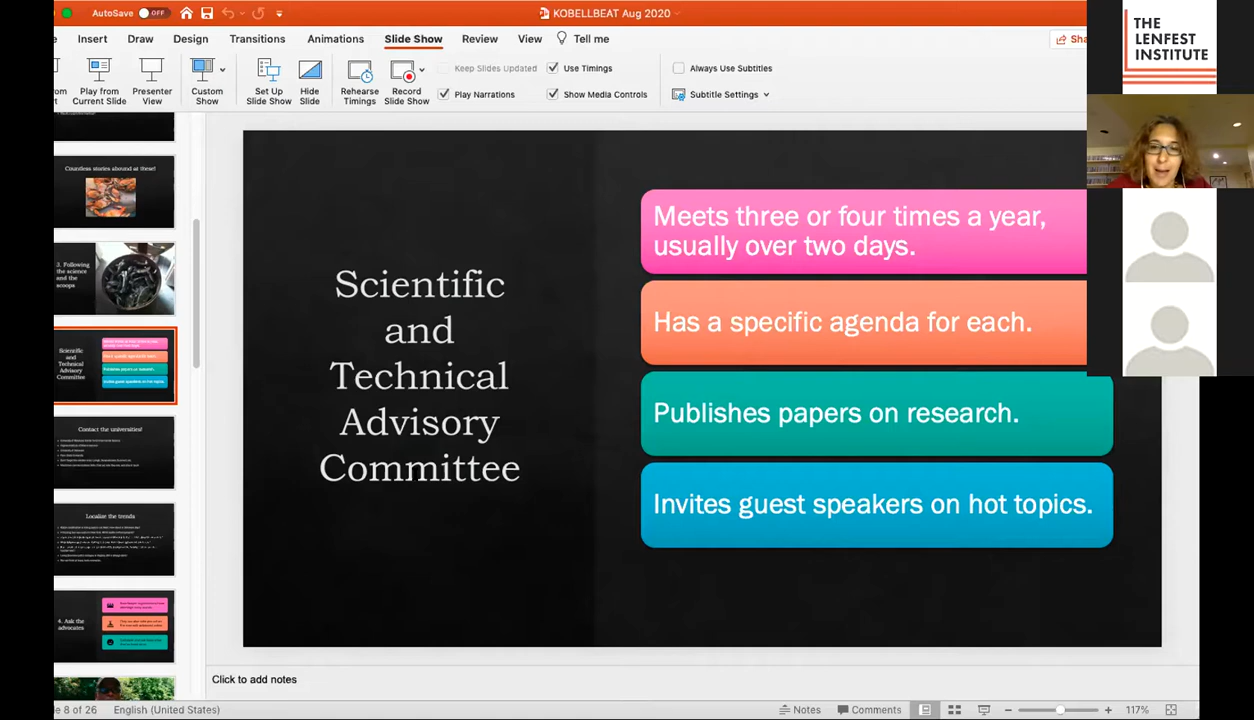 AutoSave OFF
KOBELLBEAT Aug 2020
Insert Draw Design Transitions Animations Slide Show Review View Tell me
Play from Current Slide
Presenter View
Custom Show
Set Up Slide Show
Hide Slide
Rehearse Timings
Record Slide Show
Keep Slides Updated
Use Timings
Play Narrations
Show Media Controls
Always Use Subtitles
Subtitle Settings
THE
LENFEST
INSTITUTE
Countless stories abound at these!
3. Following
the science
and the
scoops
Scientific
and
Technical
Advisory
Committee
Contact the universities!
Localize the trends
4. Ask the
advocates
Scientific
and
Technical
Advisory
Committee
Meets three or four times a year,
usually over two days.
Has a specific agenda for each.
Publishes papers on research.
Invites guest speakers on hot topics.
Click to add notes
8 of 26 English (United States) Notes Comments 117%